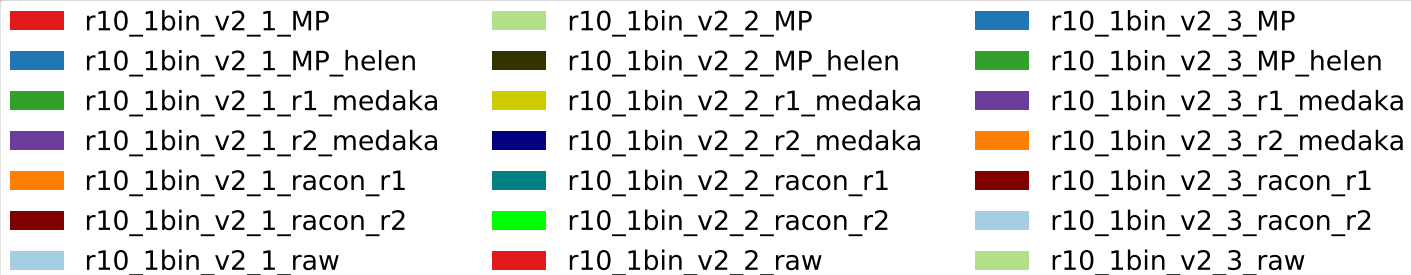 r10_1bin_v2_1_MP r10_1bin_v2_2_MP r10_1bin_v2_3_MP
r10_1bin_v2_1_MP_helen r10_1bin_v2_2_MP_helen r10_1bin_v2_3_MP_helen
r10_1bin_v2_1_r1_medaka r10_1bin_v2_2_r1_medaka r10_1bin_v2_3_r1_medaka
r10_1bin_v2_1_r2_medaka r10_1bin_v2_2_r2_medaka r10_1bin_v2_3_r2_medaka
r10_1bin_v2_1_racon_r1 r10_1bin_v2_2_racon_r1 r10_1bin_v2_3_racon_r1
r10_1bin_v2_1_racon_r2 r10_1bin_v2_2_racon_r2 r10_1bin_v2_3_racon_r2
r10_1bin_v2_1_raw r10_1bin_v2_2_raw r10_1bin_v2_3_raw